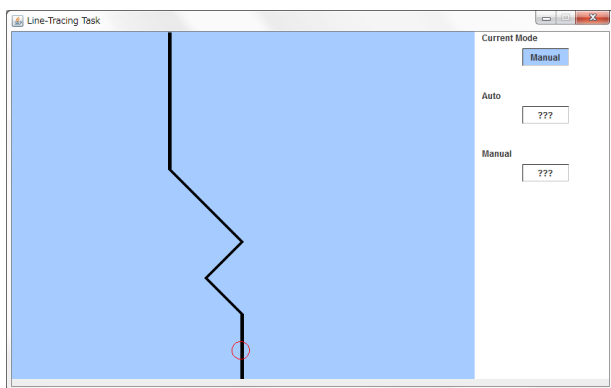 Line-Tracing Task
Current Mode
Manual
Auto
???
Manual
???